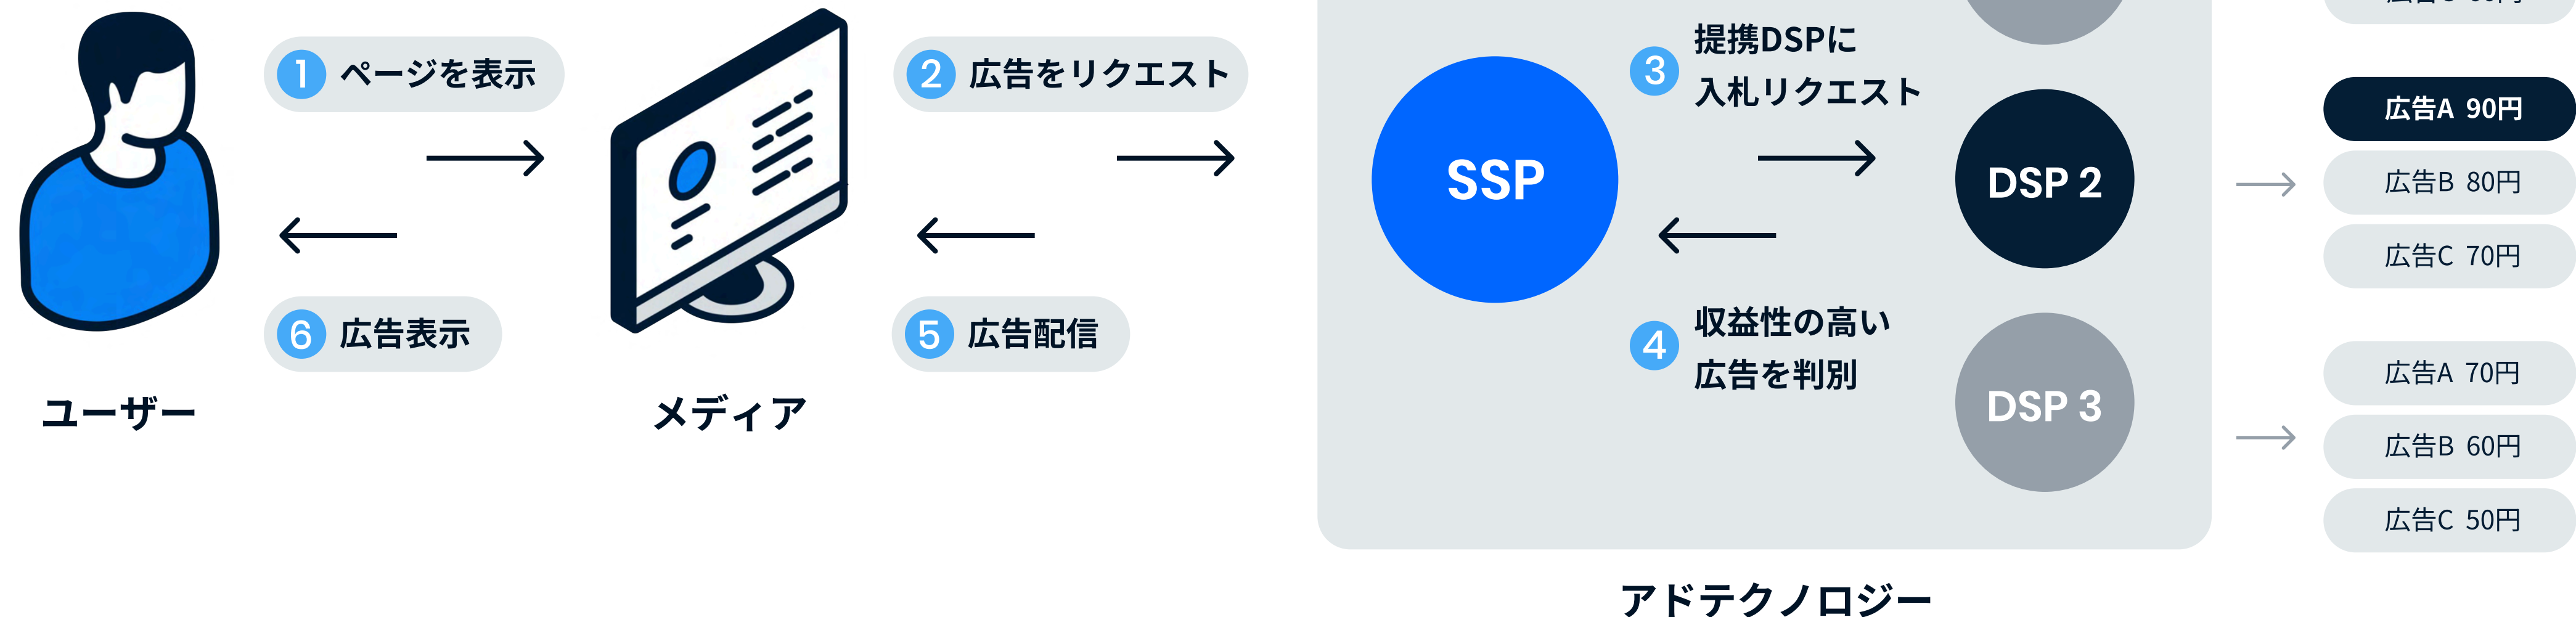 1 ページを表示
2 広告をリクエスト
6 広告表示
5 広告配信
ユーザー
メディア
SSP
3 提携DSPに
入札リクエスト
4 収益性の高い
広告を判別
DSP 2
DSP 3
アドテクノロジー
広告A 90円
広告B 80円
広告C 70円
広告A 70円
広告B 60円
広告C 50円